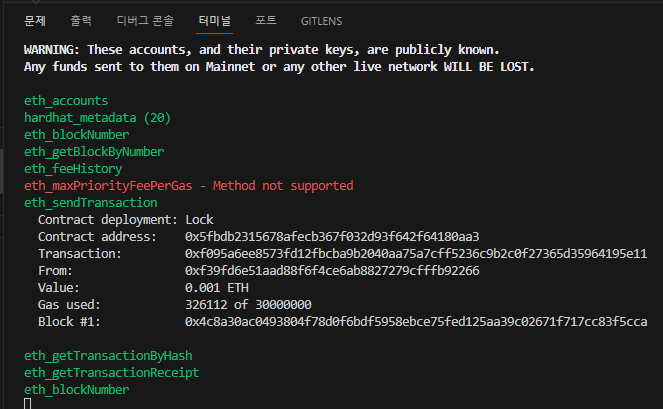 문제 출력 디버그 콘솔 터미널 포트 GITLENS
WARNING: These accounts, and their private keys, are publicly known.
Any funds sent to them on Mainnet or any other live network WILL BE LOST.
eth_accounts
hardhat_metadata (20)
eth_blockNumber
eth_getBlockByNumber
eth_feeHistory
eth_maxPriorityFeePerGas - Method not supported
eth_sendTransaction
Contract deployment: Lock
Contract address: 0x5fbdb2315678afecb367f032d93f642f64180aa3
Transaction: 0xf095a6ee8573fd12fbcba9b2040aa75a7cff5236c9b2c0f27365d35964195e11
From: 0xf39fd6e51aad88f6f4ce6ab8827279cfffb92266
Value: 0.001 ETH
Gas used: 326112 of 30000000
Block #1: 0x4c8a30ac0493804f78d0f6bdf5958ebce75fed125aa39c02671f717cc83f5cca
eth_getTransactionByHash
eth_getTransactionReceipt
eth_blockNumber